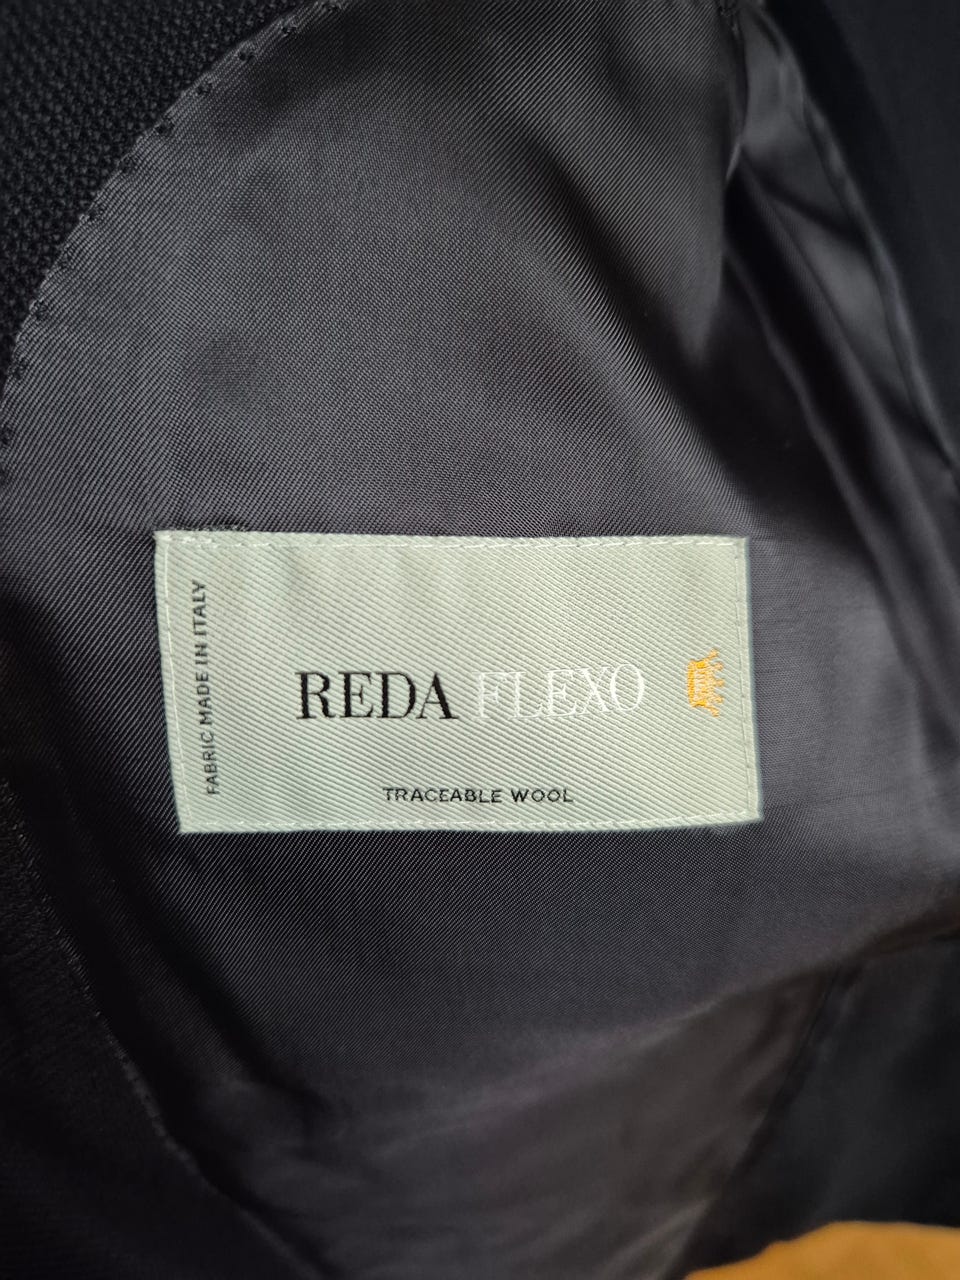 FABRIC MADE IN ITALY
REDA FLEXO
TRACEABLE WOOL